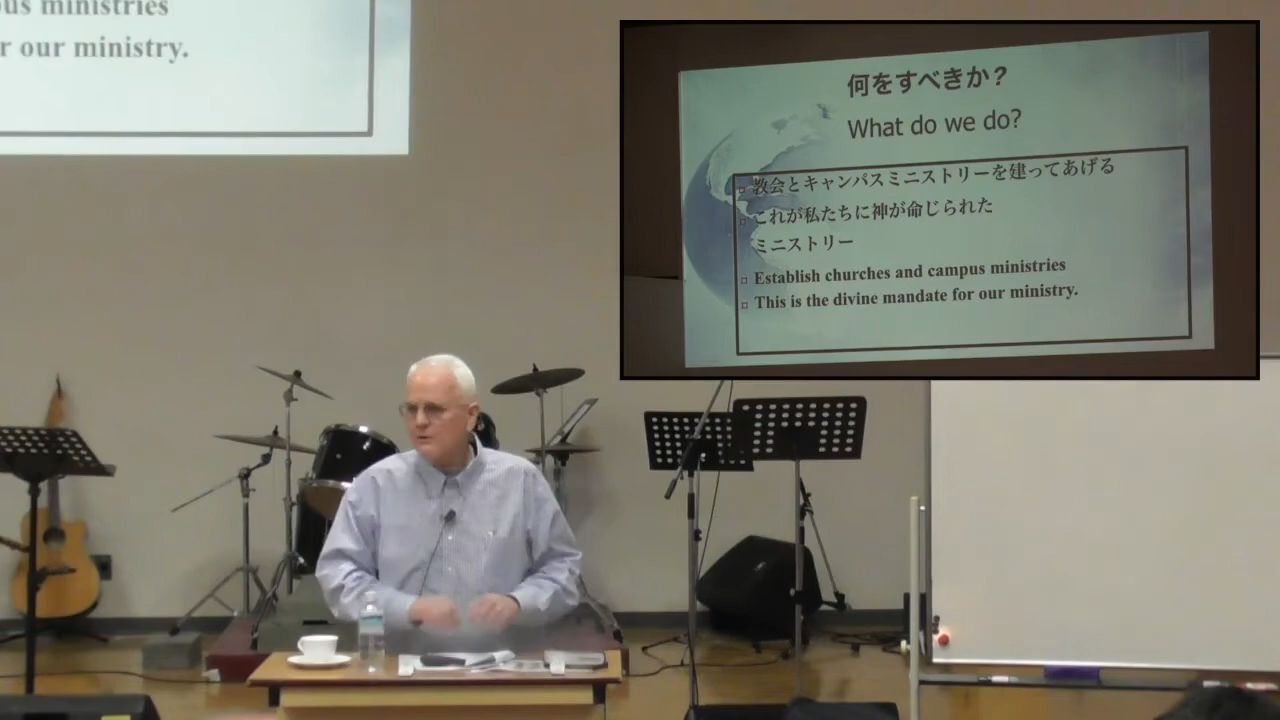 us ministries
r our ministry.
何をすべきか？
What do we do?
教会とキャンパスミニストリーを建ってあげる
これが私たちに神が命じられた
ミニストリー
Establish churches and campus ministries
This is the divine mandate for our ministry.